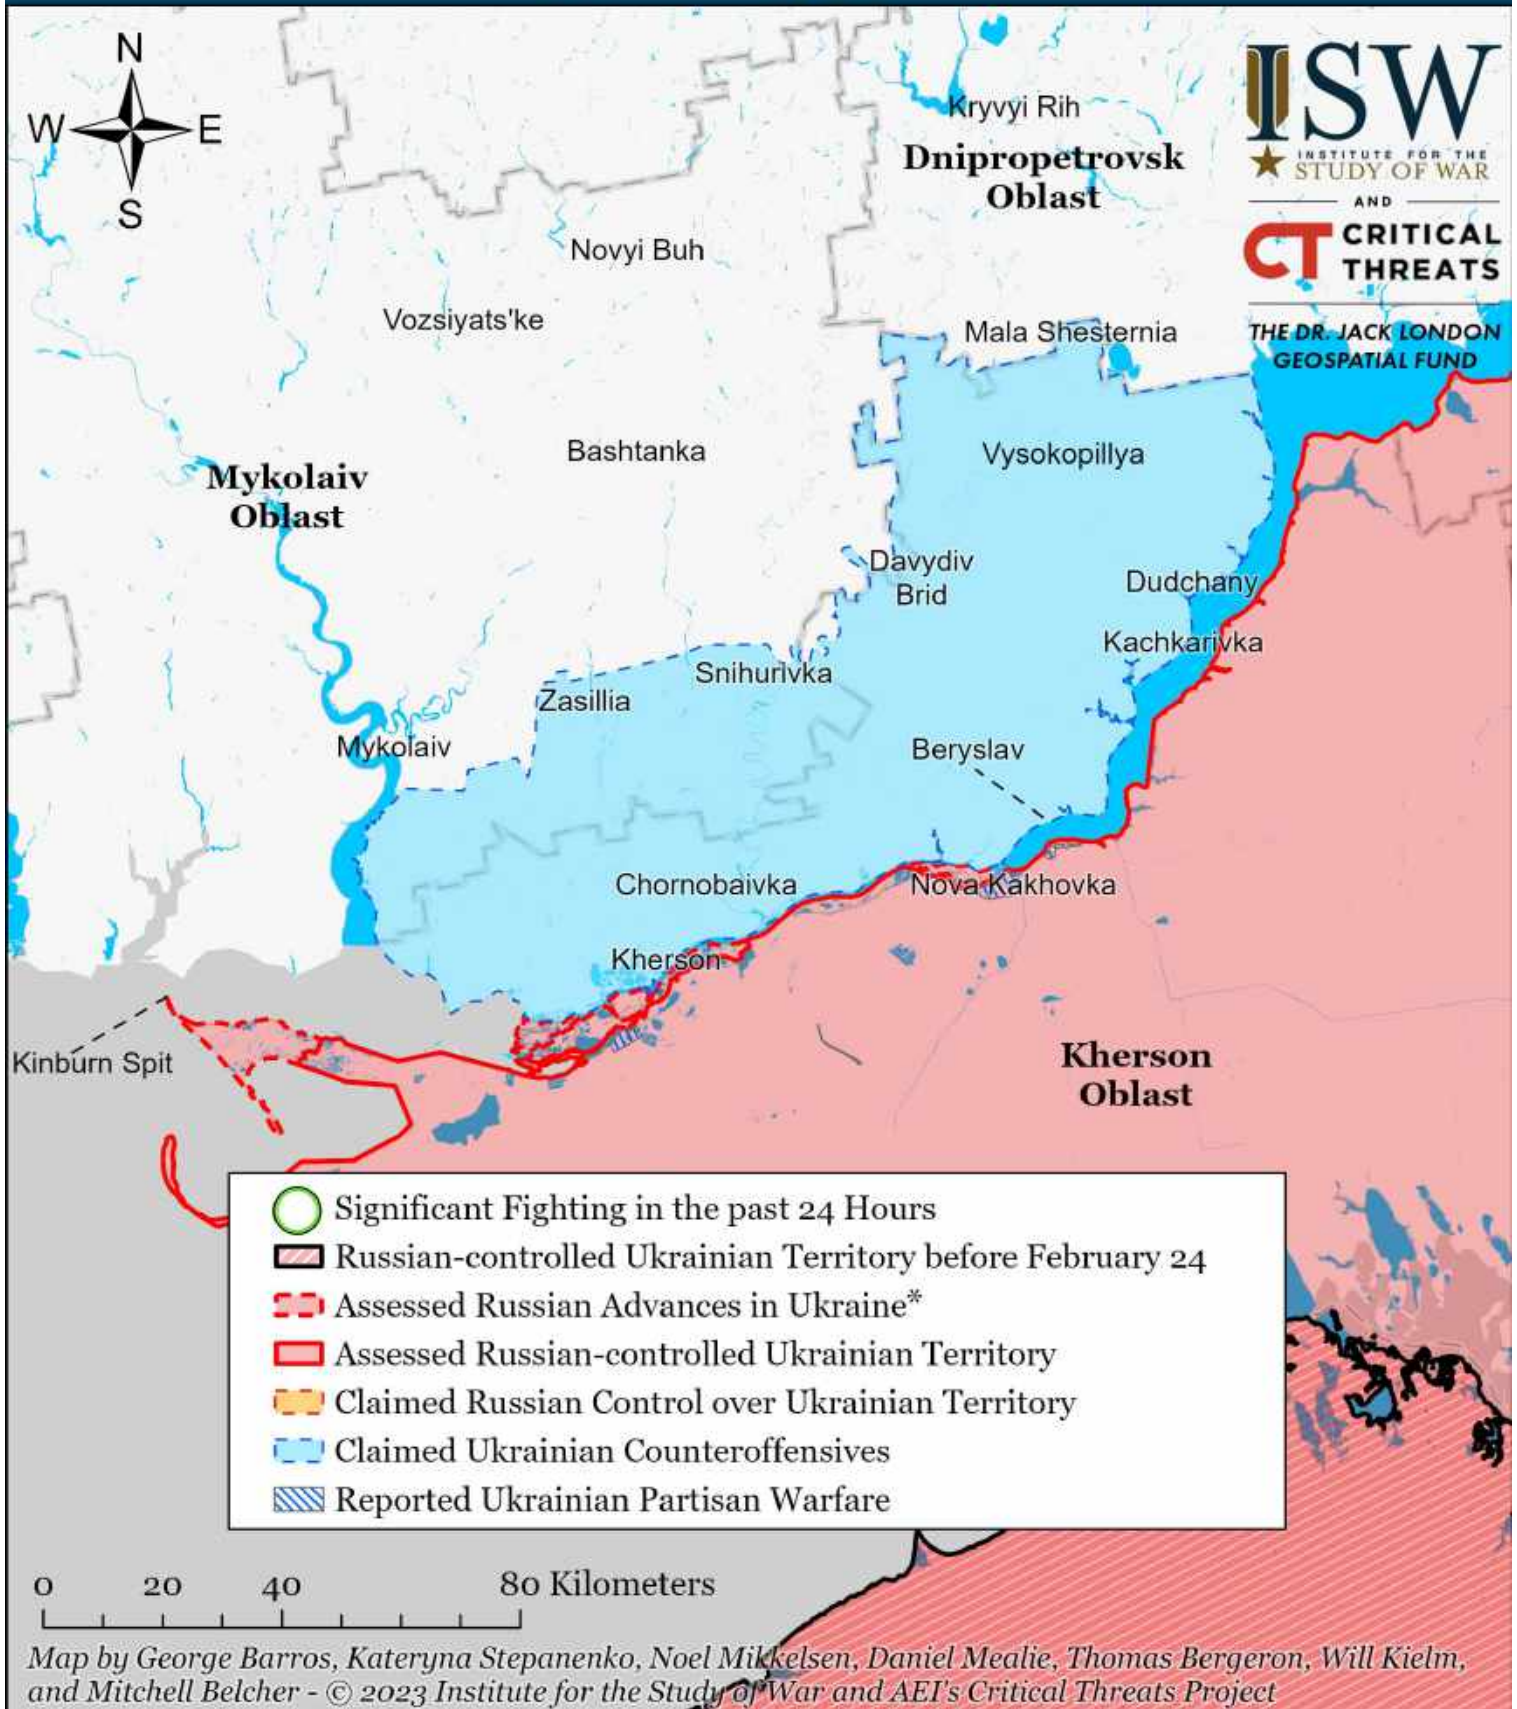 N
W
E
S
Kryvyi Rih
Dnipropetrovsk
Oblast
ISW
INSTITUTE FOR THE
STUDY OF WAR
AND
CT CRITICAL
THREATS
THE DR. JACK LONDON
GEOSPATIAL FUND
Novyi Buh
Vozsiyats'ke
Mala Shesternia
Bashtanka
Vysokopillya
Mykolaiv
Oblast
Davydiv
Brid
Dudchany
Kachkarivka
Snihurivka
Zasillia
Mykolaiv
Beryslav
Chornobaivka
Nova Kakhovka
Kherson
Kinburn Spit
Kherson
Oblast
Significant Fighting in the past 24 Hours
Russian-controlled Ukrainian Territory before February 24
Assessed Russian Advances in Ukraine*
Assessed Russian-controlled Ukrainian Territory
Claimed Russian Control over Ukrainian Territory
Claimed Ukrainian Counteroffensives
Reported Ukrainian Partisan Warfare
0 20 40 80 Kilometers
Map by George Barros, Kateryna Stepanenko, Noel Mikkelsen, Daniel Mealie, Thomas Bergeron, Will Kielm,
and Mitchell Belcher - © 2023 Institute for the Study of War and AEI's Critical Threats Project